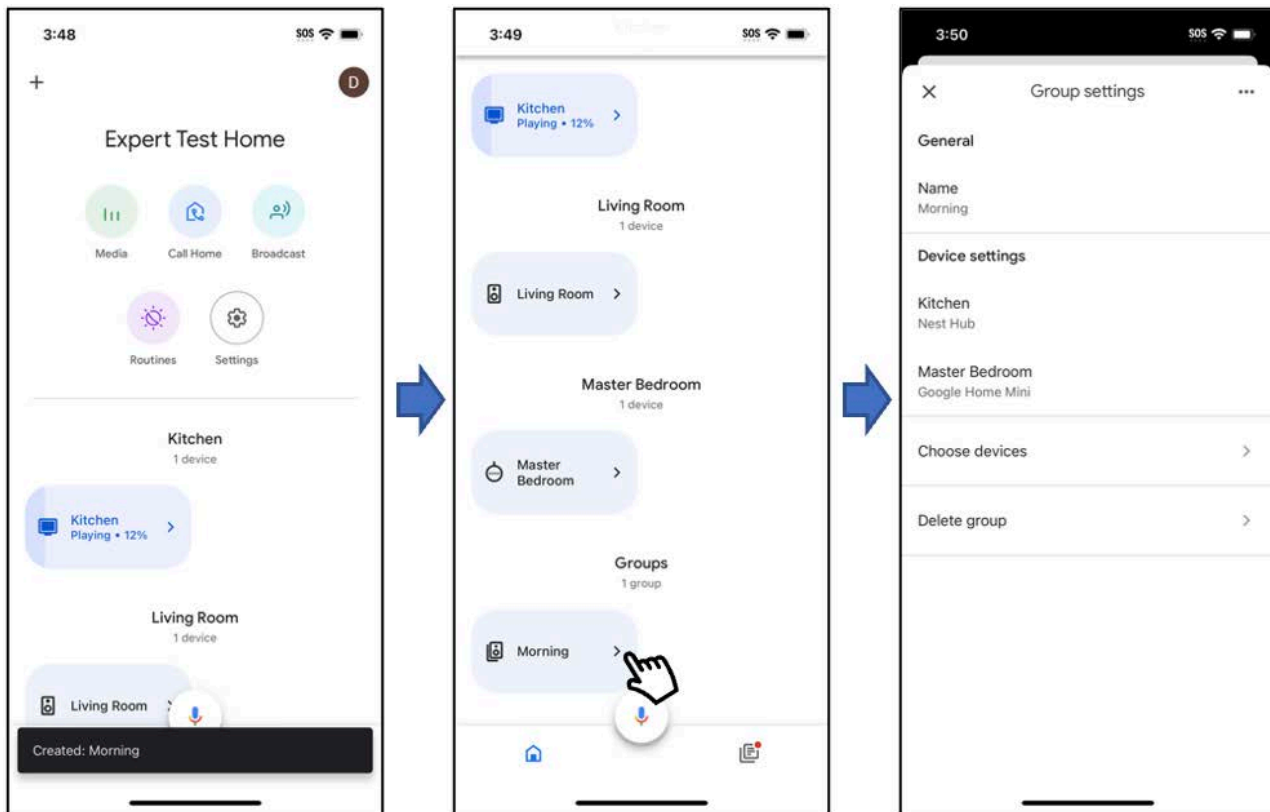 3:48
SOS
D
Expert Test Home
Media
Call Home
Broadcast
Routines
Settings
Kitchen
1 device
Kitchen
Playing • 12%
Living Room
1 device
Living Room
Created: Morning
3:49
SOS
Kitchen
Playing • 12%
Living Room
1 device
Living Room
Master Bedroom
1 device
Master
Bedroom
Groups
1 group
Morning
3:50
SOS
Group settings
General
Name
Morning
Device settings
Kitchen
Nest Hub
Master Bedroom
Google Home Mini
Choose devices
Delete group